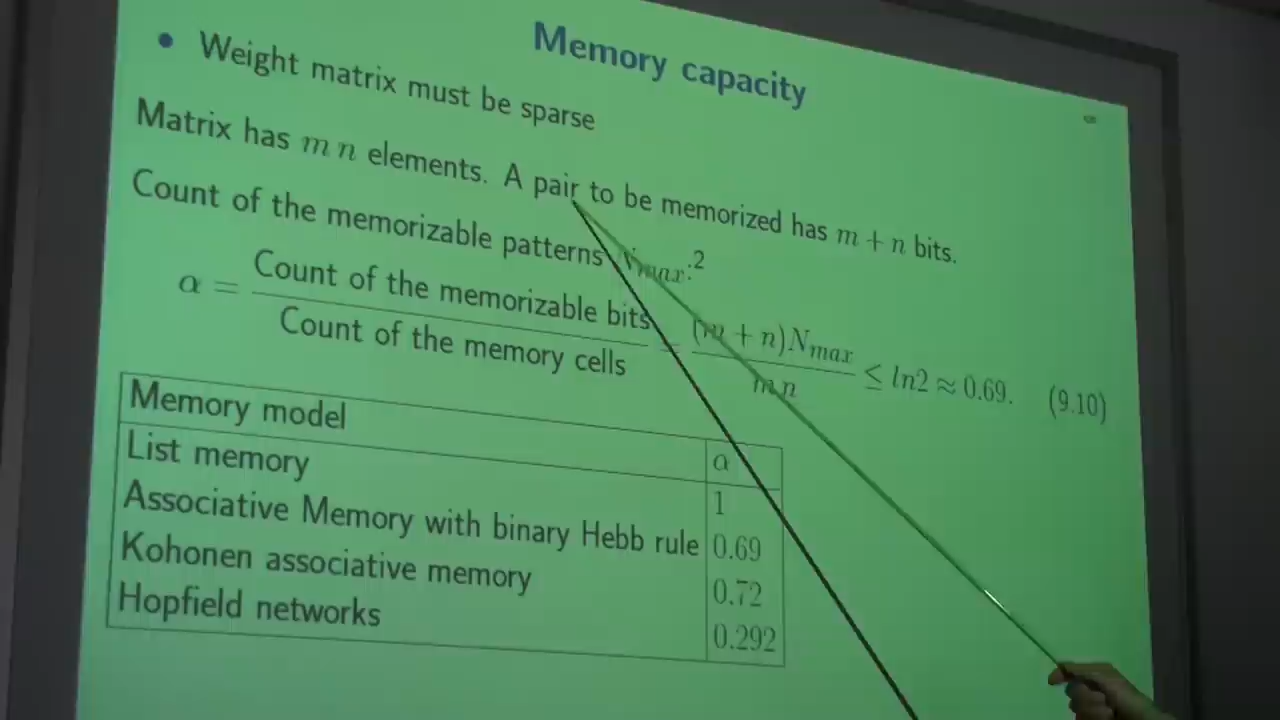 Memory capacity
• Weight matrix must be sparse
Matrix has m n elements. A pair to be memorized has m + n bits.
Count of the memorizable patterns N_max:²
α = Count of the memorizable bits / Count of the memory cells = (m + n)N_max / m n ≤ ln2 ≈ 0.69. (9.10)
Memory model α
List memory 1
Associative Memory with binary Hebb rule 0.69
Kohonen associative memory 0.72
Hopfield networks 0.292